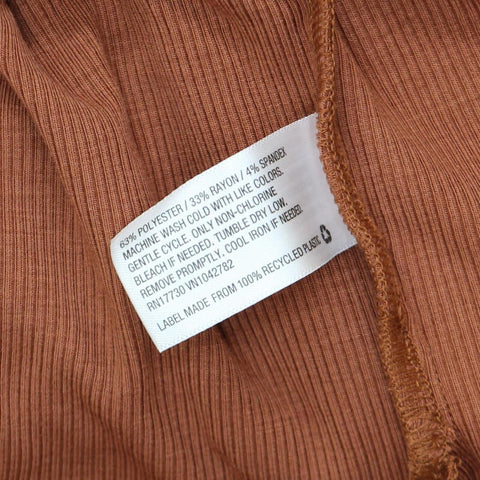 63% POLYESTER / 33% RAYON / 4% SPANDEX
MACHINE WASH COLD WITH LIKE COLORS.
GENTLE CYCLE. ONLY NON-CHLORINE
BLEACH IF NEEDED. TUMBLE DRY LOW.
REMOVE PROMPTLY. COOL IRON IF NEEDED.
RN17730 VN1042782
LABEL MADE FROM 100% RECYCLED PLASTIC